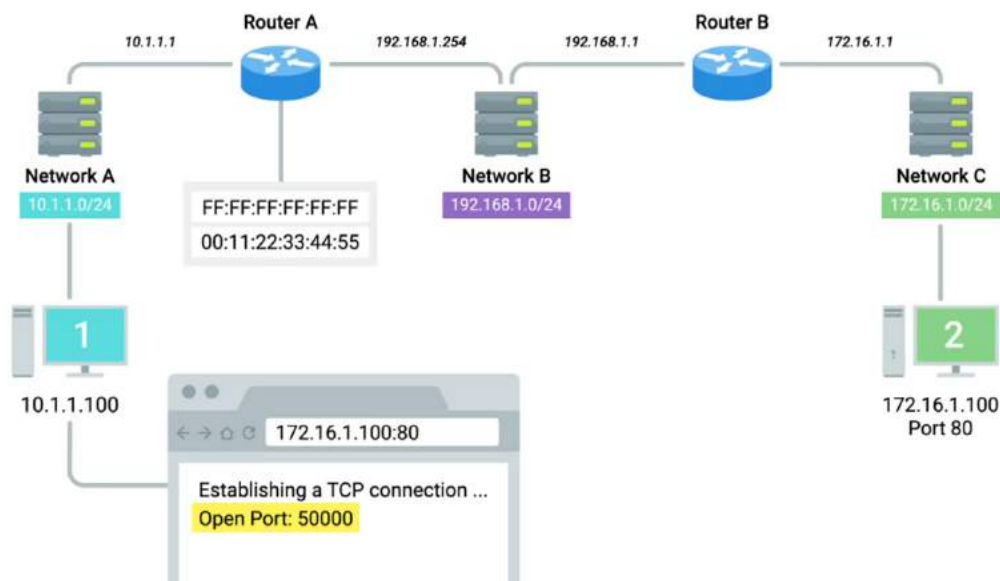 Router A
Router B
10.1.1.1
192.168.1.254
192.168.1.1
172.16.1.1
Network A
10.1.1.0/24
FF:FF:FF:FF:FF:FF
00:11:22:33:44:55
Network B
192.168.1.0/24
Network C
172.16.1.0/24
1
10.1.1.100
2
172.16.1.100
Port 80
172.16.1.100:80
Establishing a TCP connection ...
Open Port: 50000